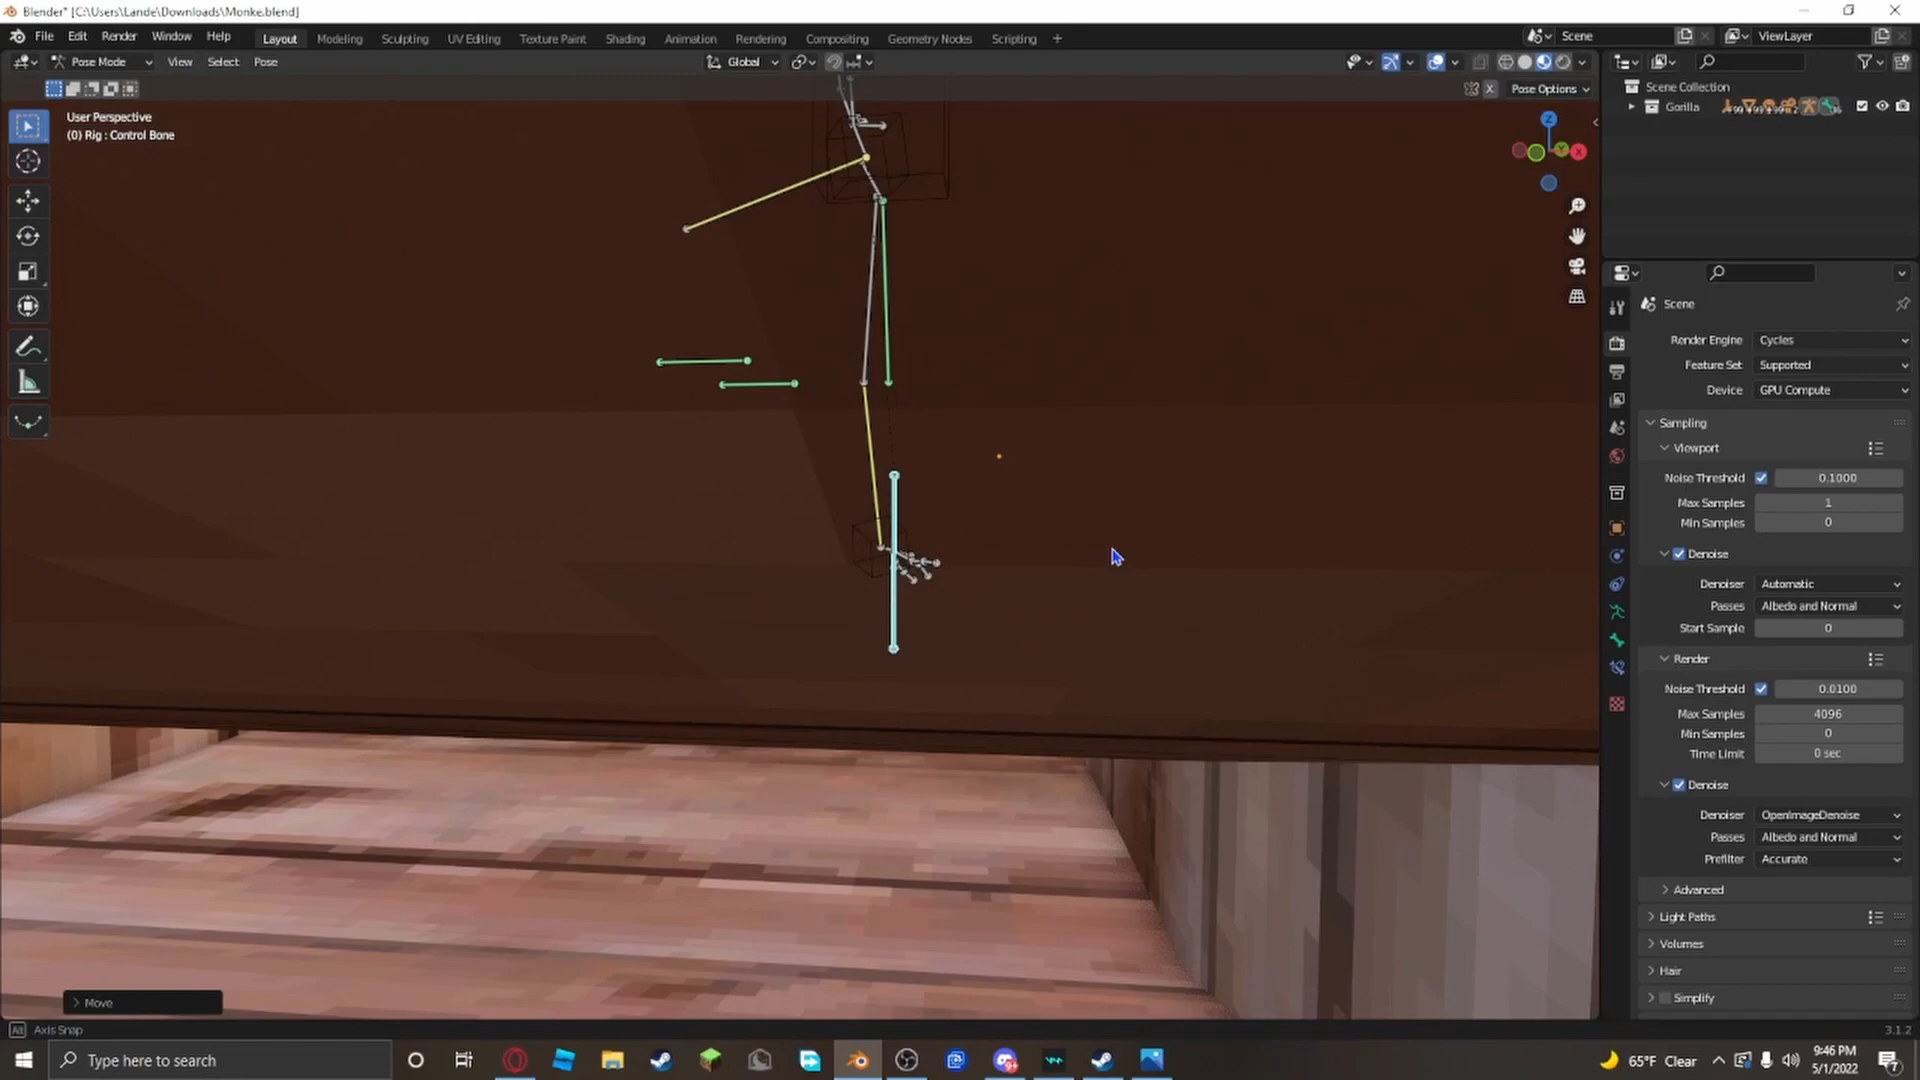 Blender* [C:\Users\Lande\Downloads\Monke.blend]
File Edit Render Window Help Layout Modeling Sculpting UV Editing Texture Paint Shading Animation Rendering Compositing Geometry Nodes Scripting + Scene ViewLayer
Pose Mode View Select Pose Global
X Pose Options
User Perspective
(0) Rig : Control Bone
Z
X
Scene Collection
Gorilla
Scene
Render Engine Cycles
Feature Set Supported
Device GPU Compute
Sampling
Viewport
Noise Threshold 0.1000
Max Samples 1
Min Samples 0
Denoise
Denoiser Automatic
Passes Albedo and Normal
Start Sample 0
Render
Noise Threshold 0.0100
Max Samples 4096
Min Samples 0
Time Limit 0 sec
Denoise
Denoiser OpenImageDenoise
Passes Albedo and Normal
Prefilter Accurate
Advanced
Light Paths
Volumes
Hair
Simplify
Move
Alt Axis Snap
3.1.2
Type here to search
65°F Clear
9:46 PM
5/1/2022